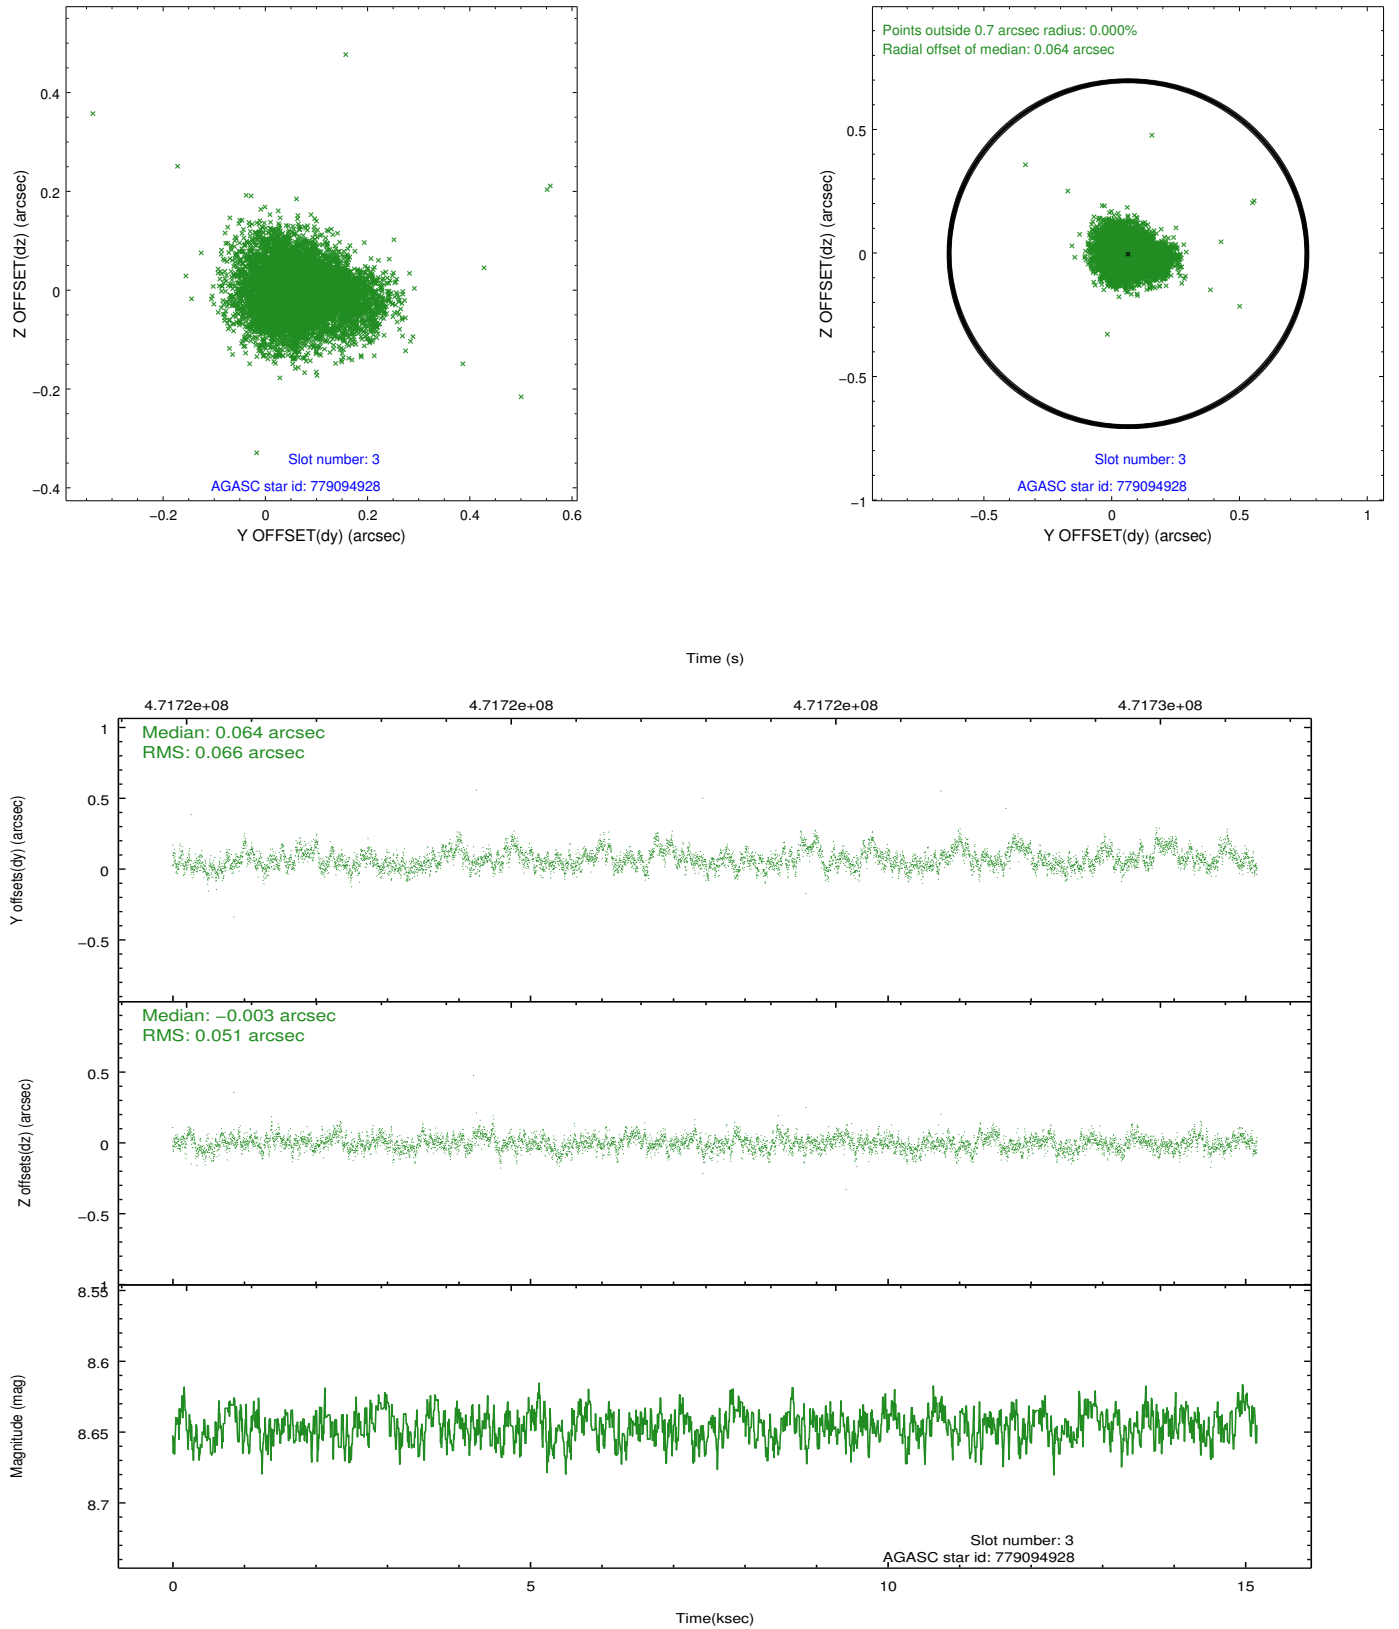 0.4
0.2
0
−0.2
−0.4
Z OFFSET(dz) (arcsec)
Slot number: 3
AGASC star id: 779094928
−0.2 0 0.2 0.4 0.6
Y OFFSET(dy) (arcsec)
Points outside 0.7 arcsec radius: 0.000%
Radial offset of median: 0.064 arcsec
0.5
0
−0.5
−1
Z OFFSET(dz) (arcsec)
Slot number: 3
AGASC star id: 779094928
−0.5 0 0.5 1
Y OFFSET(dy) (arcsec)
Time (s)
4.7172e+08 4.7172e+08 4.7172e+08 4.7173e+08
Median: 0.064 arcsec
RMS: 0.066 arcsec
1
0.5
0
−0.5
Y offsets(dy) (arcsec)
Median: −0.003 arcsec
RMS: 0.051 arcsec
0.5
0
−0.5
−1
Z offsets(dz) (arcsec)
8.55
8.6
8.65
8.7
Magnitude (mag)
Slot number: 3
AGASC star id: 779094928
0 5 10 15
Time(ksec)